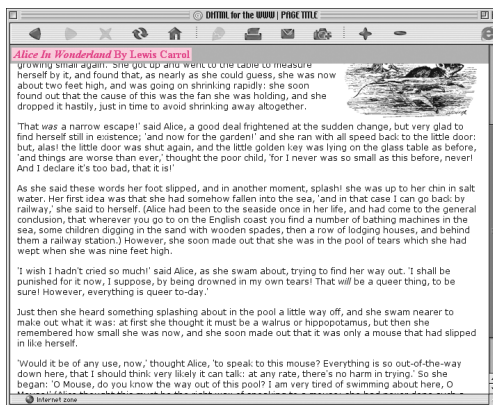 DHTML for the WWW | PAGE TITLE
Alice In Wonderland By Lewis Carrol
growing small again. She got up and went to the table to measure
herself by it, and found that, as nearly as she could guess, she was now
about two feet high, and was going on shrinking rapidly: she soon
found out that the cause of this was the fan she was holding, and she
dropped it hastily, just in time to avoid shrinking away altogether.
That was a narrow escape!' said Alice, a good deal frightened at the sudden change, but very glad to
find herself still in existence; 'and now for the garden!' and she ran with all speed back to the little door:
but, alas! the little door was shut again, and the little golden key was lying on the glass table as before,
'and things are worse than ever,' thought the poor child, 'for I never was so small as this before, never!
And I declare it's too bad, that it is!'
As she said these words her foot slipped, and in another moment, splash! she was up to her chin in salt
water. Her first idea was that she had somehow fallen into the sea, 'and in that case I can go back by
railway,' she said to herself. (Alice had been to the seaside once in her life, and had come to the general
conclusion, that wherever you go to on the English coast you find a number of bathing machines in the
sea, some children digging in the sand with wooden spades, then a row of lodging houses, and behind
them a railway station.) However, she soon made out that she was in the pool of tears which she had
wept when she was nine feet high.
'I wish I hadn't cried so much!' said Alice, as she swam about, trying to find her way out. 'I shall be
punished for it now, I suppose, by being drowned in my own tears! That will be a queer thing, to be
sure! However, everything is queer to-day.'
Just then she heard something splashing about in the pool a little way off, and she swam nearer to
make out what it was: at first she thought it must be a walrus or hippopotamus, but then she
remembered how small she was now, and she soon made out that it was only a mouse that had slipped
in like herself.
'Would it be of any use, now,' thought Alice, 'to speak to this mouse? Everything is so out-of-the-way
down here, that I should think very likely it can talk: at any rate, there's no harm in trying.' So she
began: 'O Mouse, do you know the way out of this pool? I am very tired of swimming about here, O
Internet zone